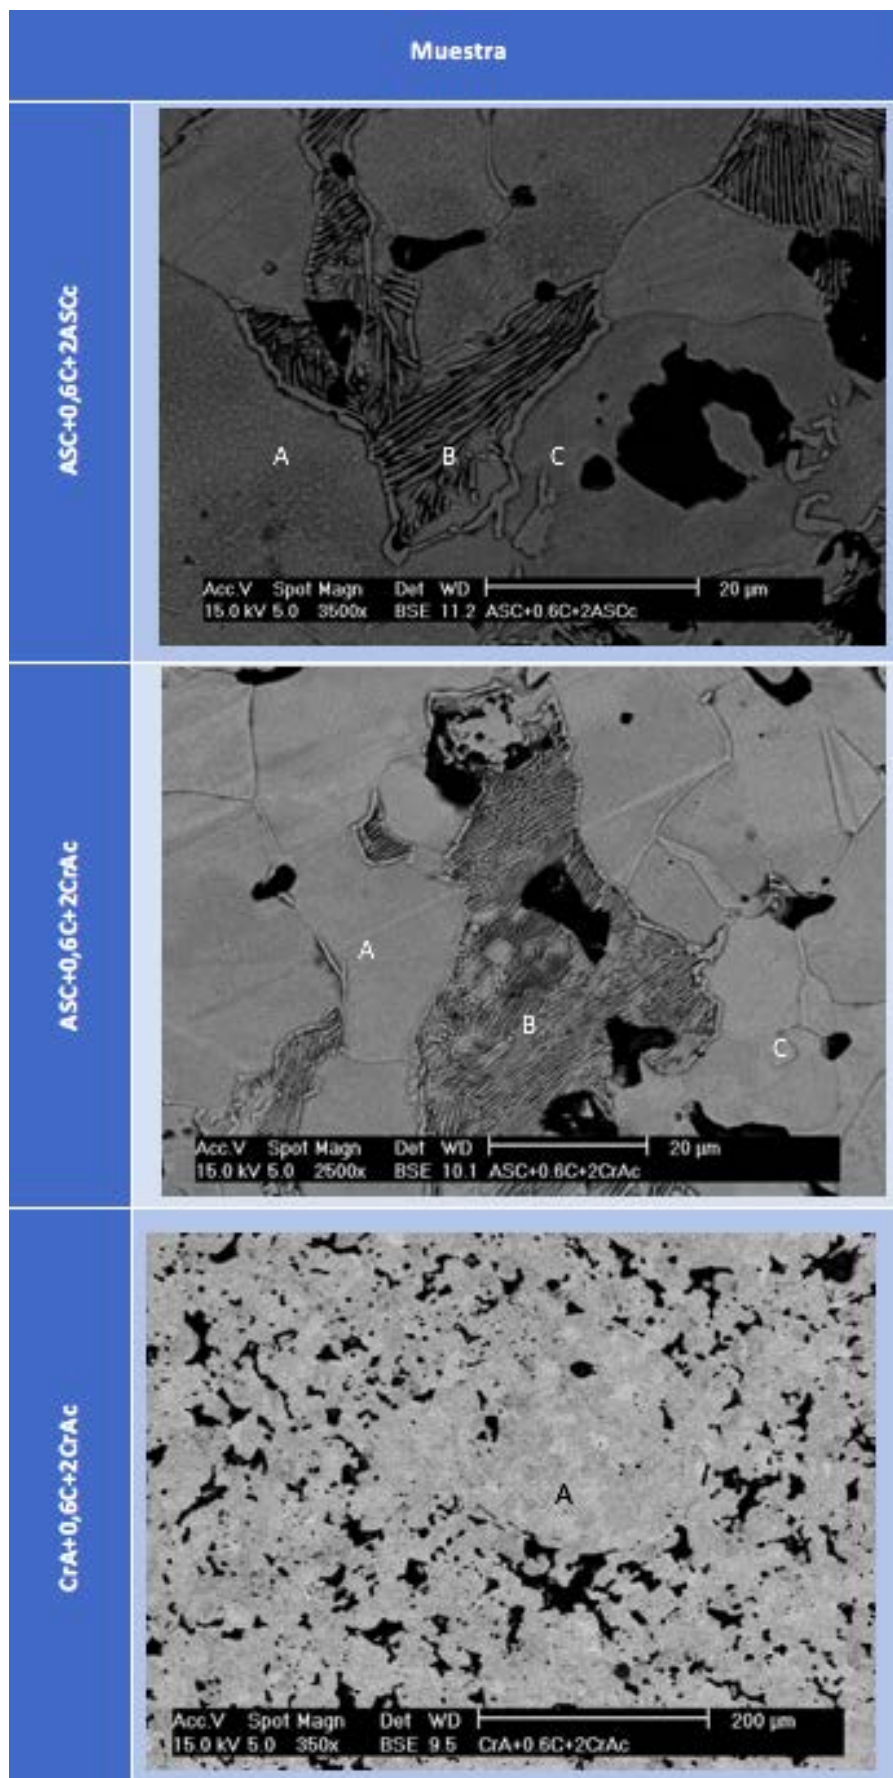 Muestra
ASC+0,6C+2ASCc
A
B
C
Acc.V Spot Magn Det WD 20 µm
15.0 kV 5.0 3500x BSE 11.2 ASC+0.6C+2ASCc
ASC+0,6C+2CrAc
A
B
C
Acc.V Spot Magn Det WD 20 µm
15.0 kV 5.0 2500x BSE 10.1 ASC+0.6C+2CrAc
CrA+0,6C+2CrAc
A
Acc.V Spot Magn Det WD 200 µm
15.0 kV 5.0 350x BSE 9.5 CrA+0.6C+2CrAc